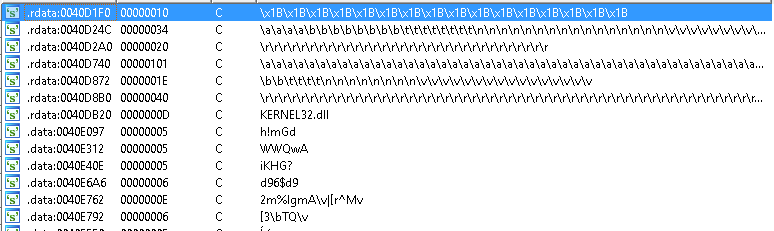 .rdata:0040D1F0 00000010 C \x1B\x1B\x1B\x1B\x1B\x1B\x1B\x1B\x1B\x1B\x1B\x1B\x1B\x1B\x1B
.rdata:0040D24C 00000034 C \a\a\a\a\b\b\b\b\b\b\b\t\t\t\t\t\t\t\t\n\n\n\n\n\n\n\n\n\n\n\n\n\n\n\n\n\n\v\v\v\v\v\v...
.rdata:0040D2A0 00000020 C \r\r\r\r\r\r\r\r\r\r\r\r\r\r\r\r\r\r\r\r\r\r\r\r\r\r\r\r\r\r\r
.rdata:0040D740 00000101 C \a\a\a\a\a\a\a\a\a\a\a\a\a\a\a\a\a\a\a\a\a\a\a\a\a\a\a\a\a\a\a\a\a\a\a\a\a\a\a\a\a\a\a\a\a...
.rdata:0040D872 0000001E C \b\b\t\t\t\t\n\n\n\n\n\n\n\n\v\v\v\v\v\v\v\v\v\v\v\v\v\v\v
.rdata:0040D8B0 00000040 C \r\r\r\r\r\r\r\r\r\r\r\r\r\r\r\r\r\r\r\r\r\r\r\r\r\r\r\r\r\r\r\r\r\r\r\r\r\r\r\r\r\r\r\r\r\r\r\r\r\r\r\r\r\r...
.rdata:0040DB20 0000000D C KERNEL32.dll
.data:0040E097 00000005 C h!mGd
.data:0040E312 00000005 C WWQwA
.data:0040E40E 00000005 C iKHG?
.data:0040E6A6 00000006 C d96$d9
.data:0040E762 0000000E C 2m%lgmA\v|[r^Mv
.data:0040E792 00000006 C [3\bTQ\v